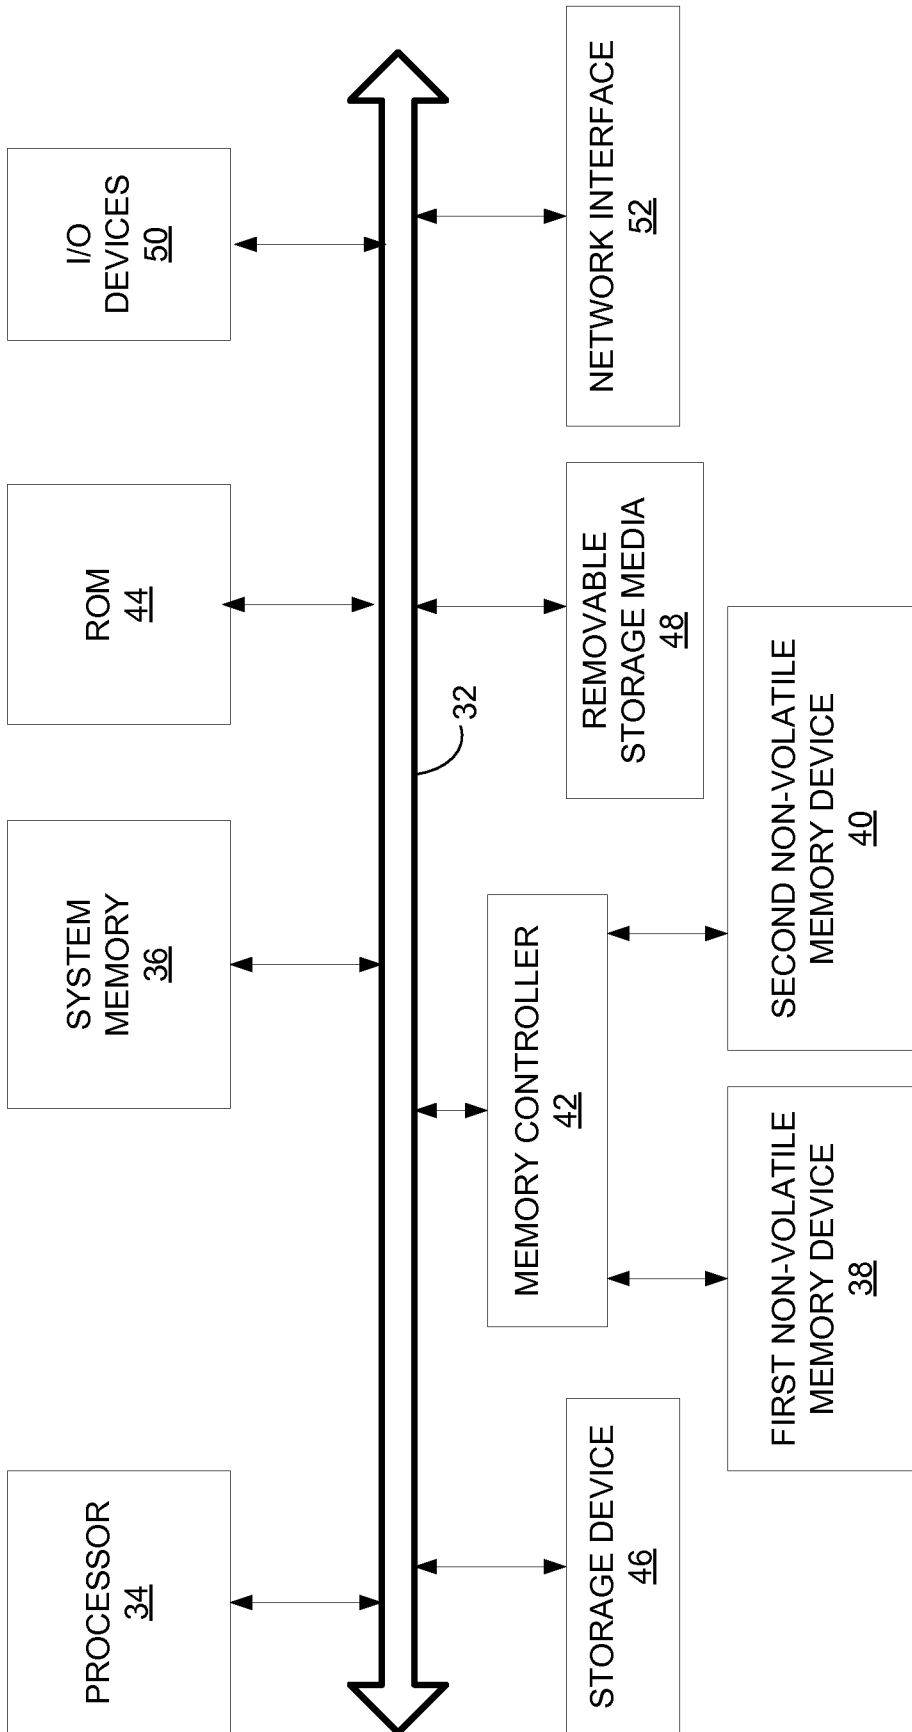 PROCESSOR
34
SYSTEM
MEMORY
36
ROM
44
I/O
DEVICES
50
32
STORAGE DEVICE
46
MEMORY CONTROLLER
42
REMOVABLE
STORAGE MEDIA
48
NETWORK INTERFACE
52
FIRST NON-VOLATILE
MEMORY DEVICE
38
SECOND NON-VOLATILE
MEMORY DEVICE
40